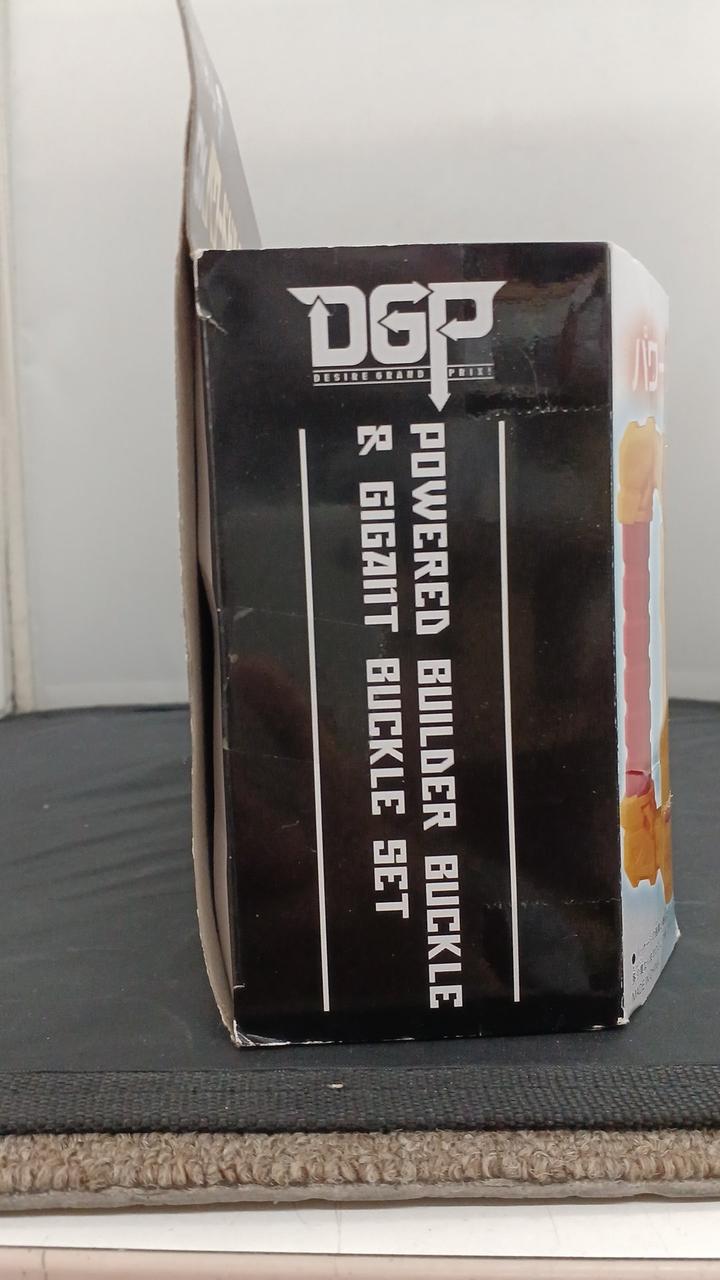 DGP
DESIRE GRAND PRIX!
POWERED BUILDER BUCKLE
& GIGANT BUCKLE SET
パワー